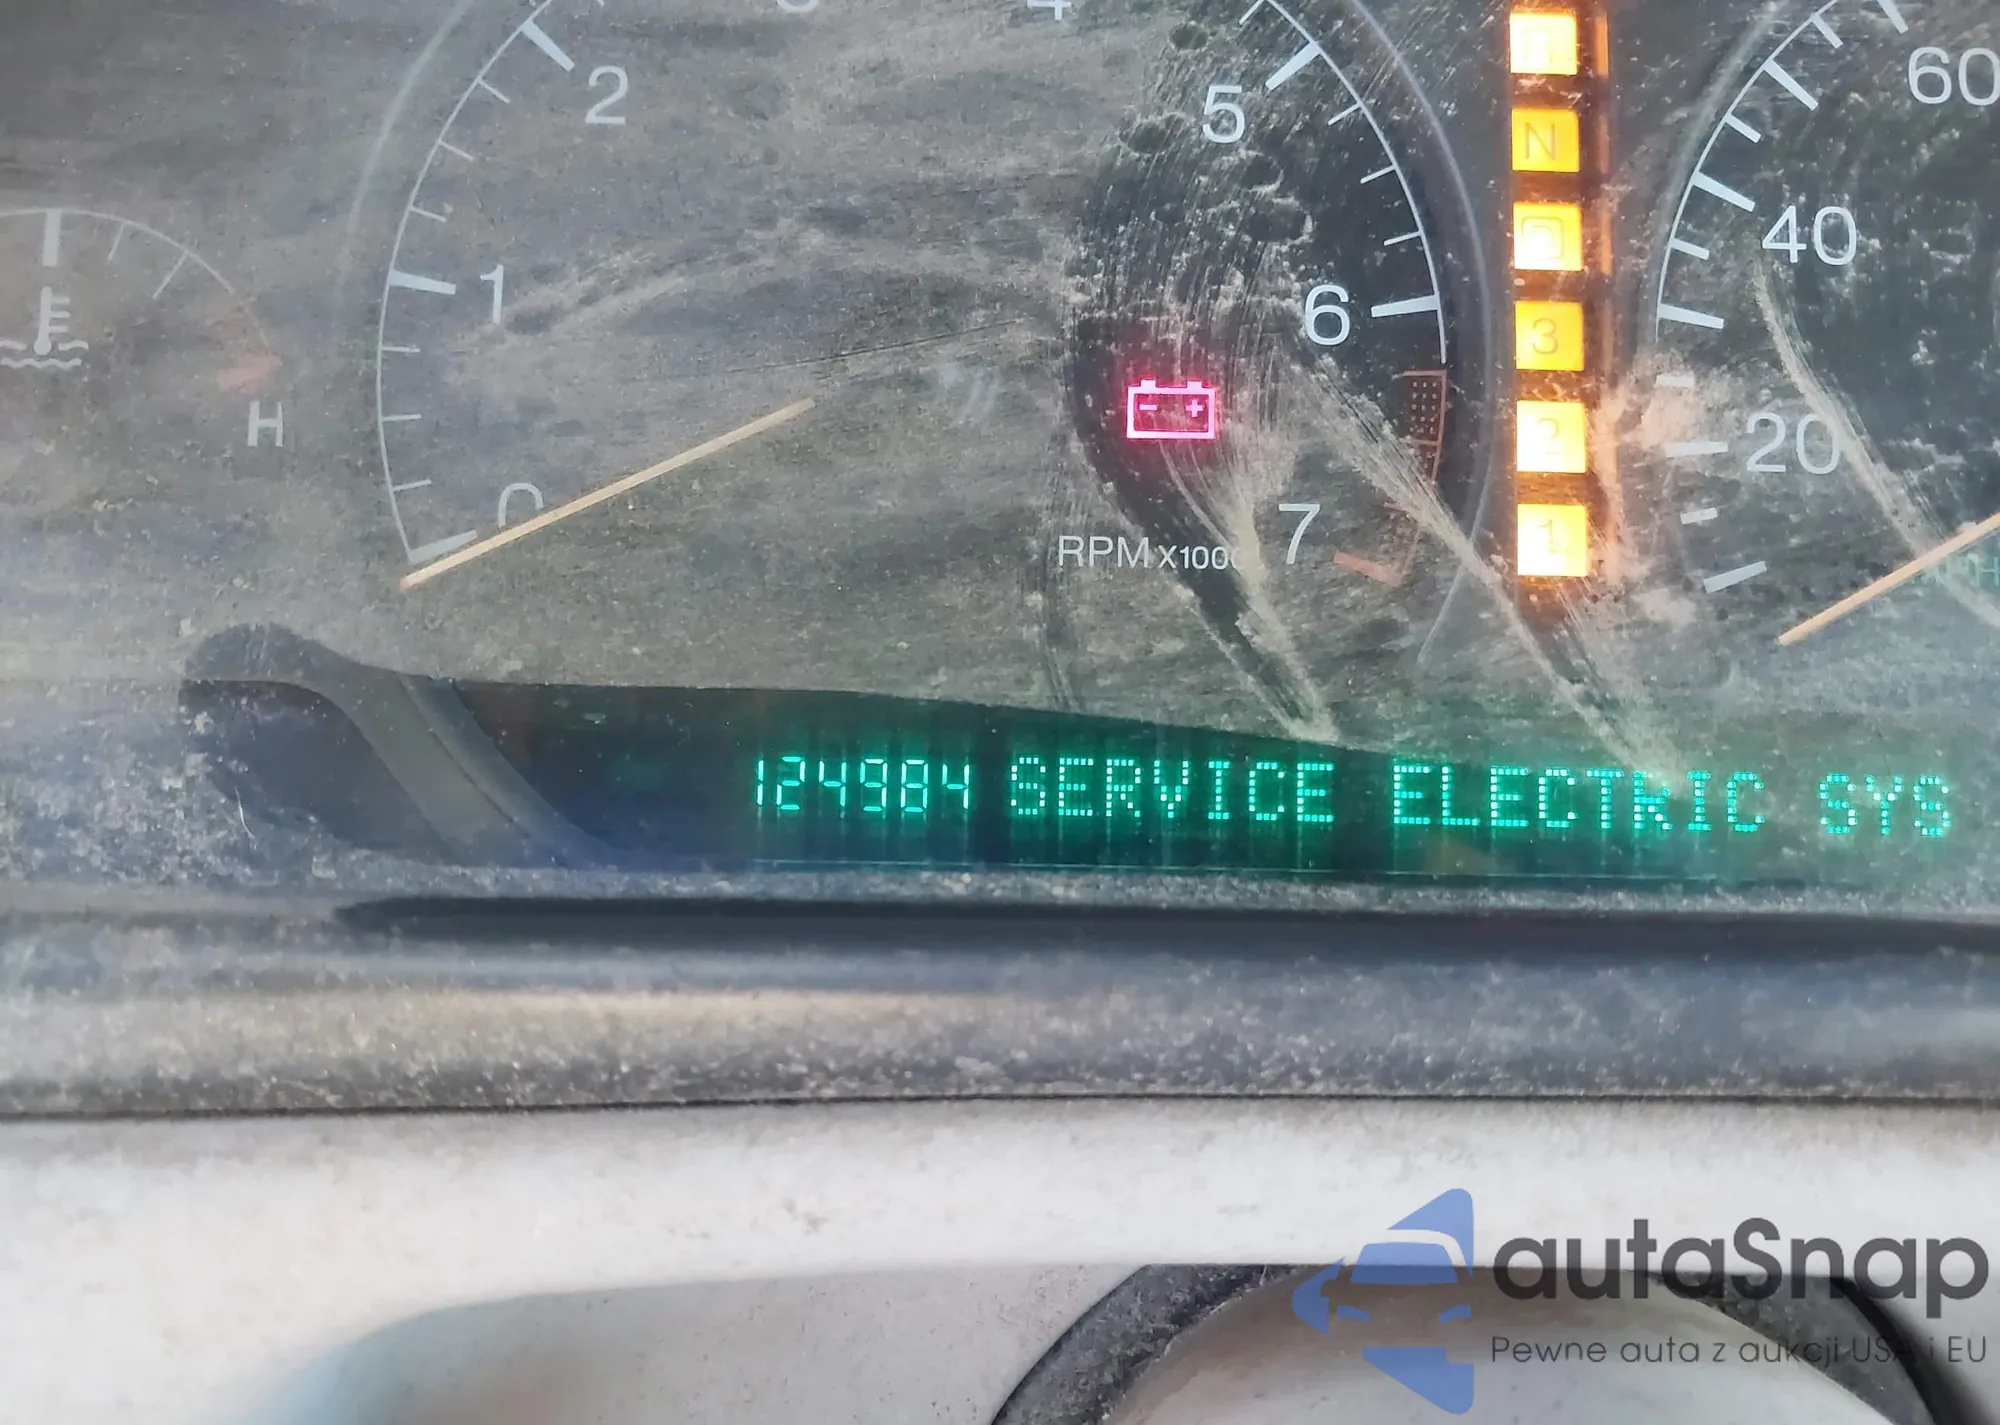 2
5
60
N
D
1
40
6
3
H
- +
2
20
0
7
RPM X1000
1
124984 SERVICE ELECTRIC SYS
autaSnap
Pewne auta z aukcji USA i EU